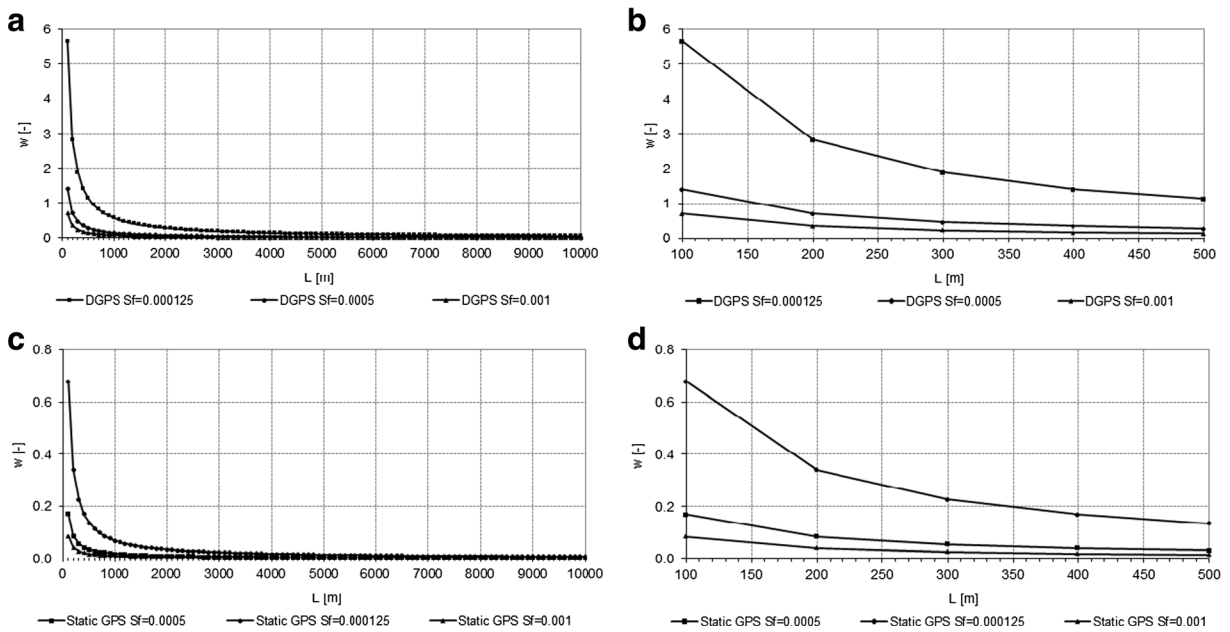 a
6
5
4
3
2
1
0
w [-]
0 1000 2000 3000 4000 5000 6000 7000 8000 9000 10000
L [m]
DGPS Sf=0.000125 DGPS Sf=0.0005 DGPS Sf=0.001
b
6
5
4
3
2
1
0
w [-]
100 150 200 250 300 350 400 450 500
L [m]
DGPS Sf=0.000125 DGPS Sf=0.0005 DGPS Sf=0.001
c
0.8
0.6
0.4
0.2
0.0
w [-]
0 1000 2000 3000 4000 5000 6000 7000 8000 9000 10000
L [m]
Static GPS Sf=0.0005 Static GPS Sf=0.000125 Static GPS Sf=0.001
d
0.8
0.6
0.4
0.2
0.0
w [-]
100 150 200 250 300 350 400 450 500
L [m]
Static GPS Sf=0.0005 Static GPS Sf=0.000125 Static GPS Sf=0.001